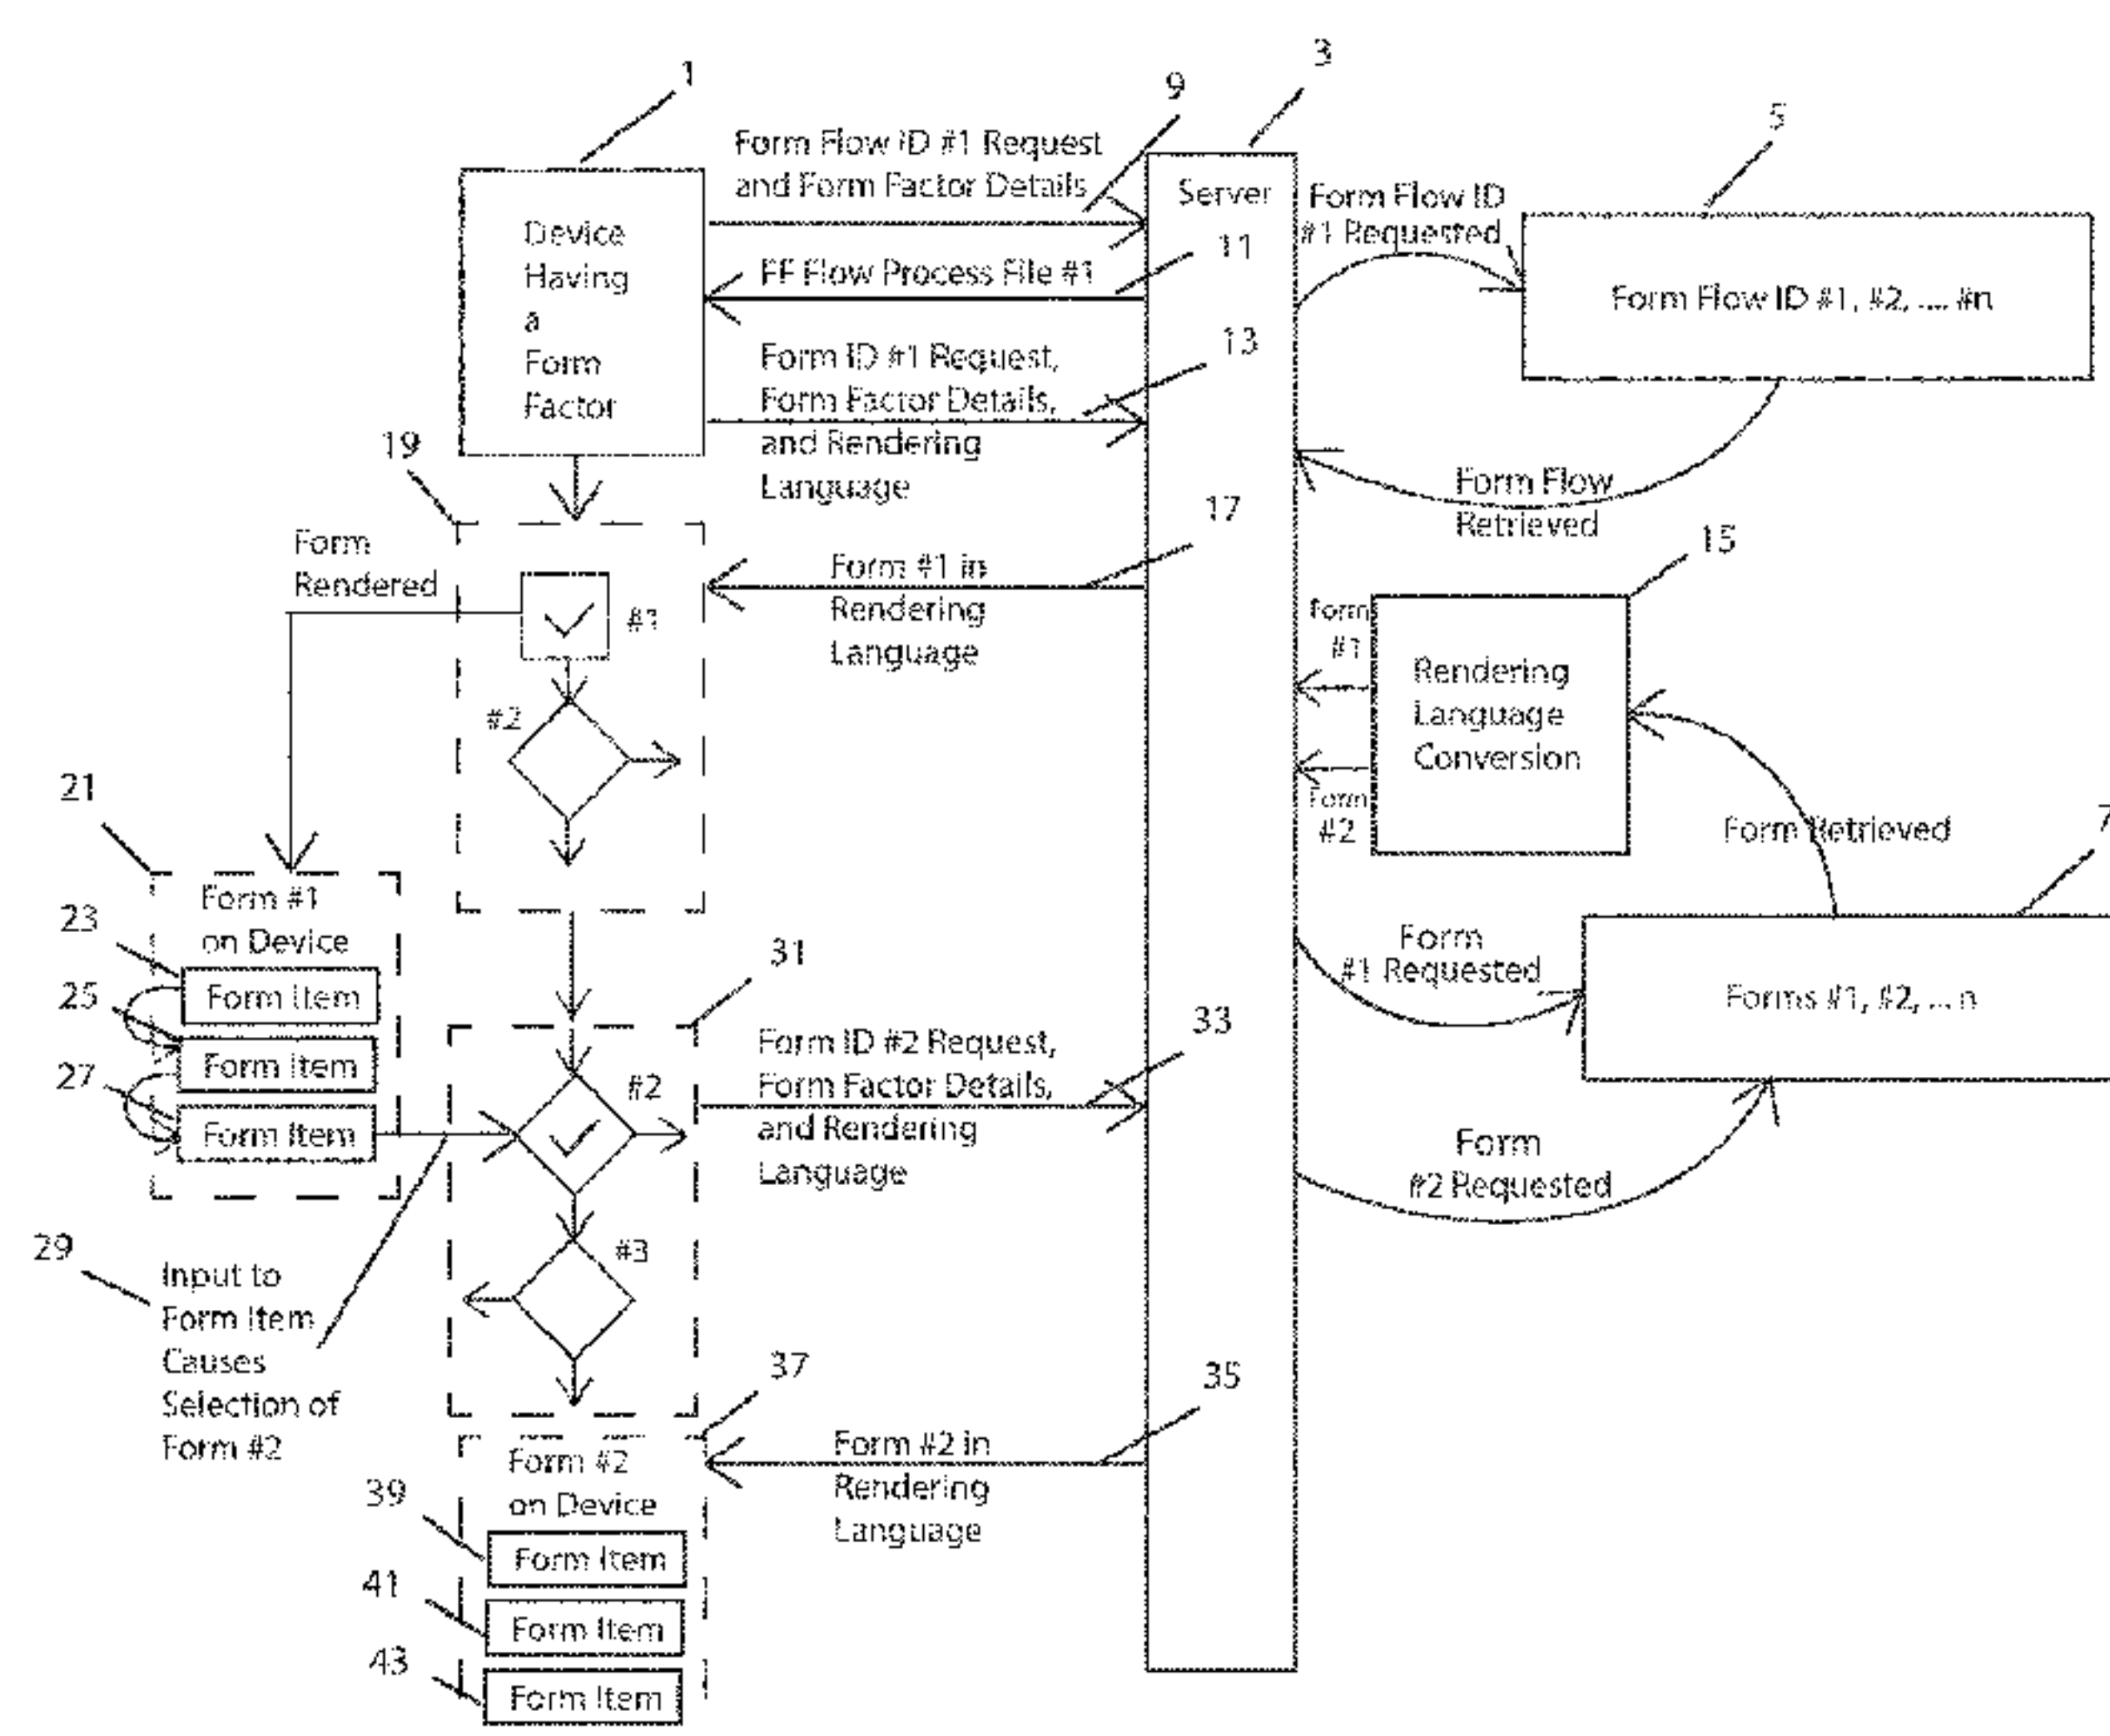 1
3
9
5
Form Flow ID #1 Request
and Form Factor Details
Server
Form Flow ID
#1 Requested
Device
Having
a
Form
Factor
11
FF Flow Process File #1
Form Flow ID #1, #2, .... #n
13
Form ID #1 Request,
Form Factor Details,
and Rendering
Language
19
17
Form Flow
Retrieved
15
Form
Rendered
#1
Form #1 in
Rendering
Language
Form
#1
Rendering
Language
Conversion
#2
Form
#2
21
7
Form Retrieved
Form #1
on Device
23
Form Item
25
Form Item
27
Form Item
31
33
Form
#1 Requested
Forms #1, #2, ... n
#2
Form ID #2 Request,
Form Factor Details,
and Rendering
Language
Form
#2 Requested
29
Input to
Form Item
Causes
Selection of
Form #2
#3
37
35
Form #2 in
Rendering
Language
Form #2
on Device
39
Form Item
41
Form Item
43
Form Item